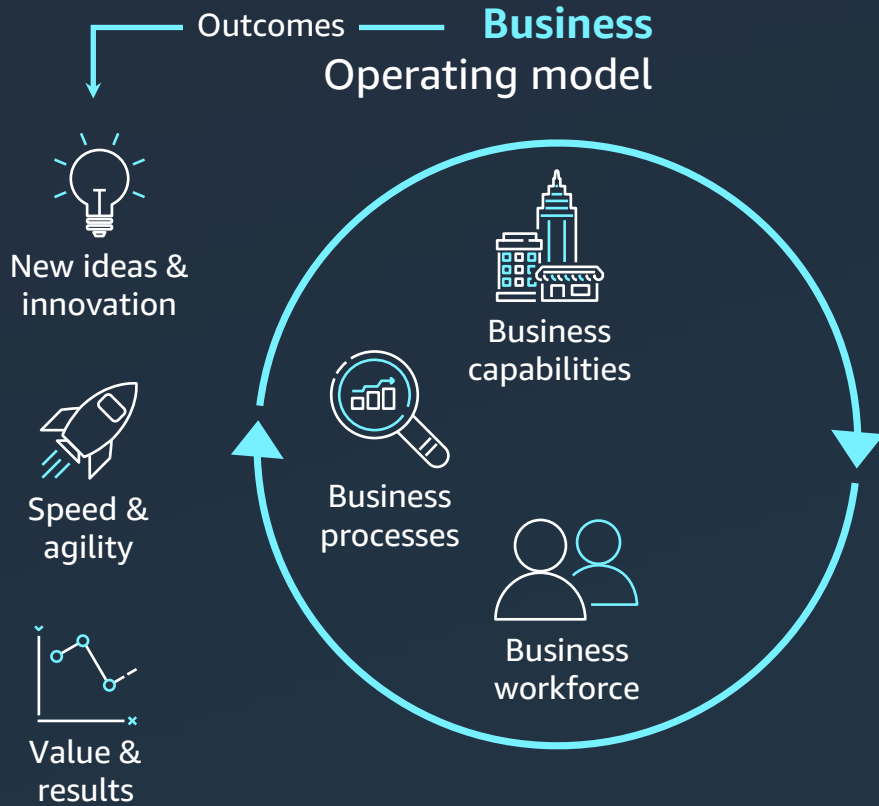 Outcomes
Business
Operating model
New ideas &
innovation
Business
capabilities
Speed &
agility
Business
processes
Business
workforce
Value &
results